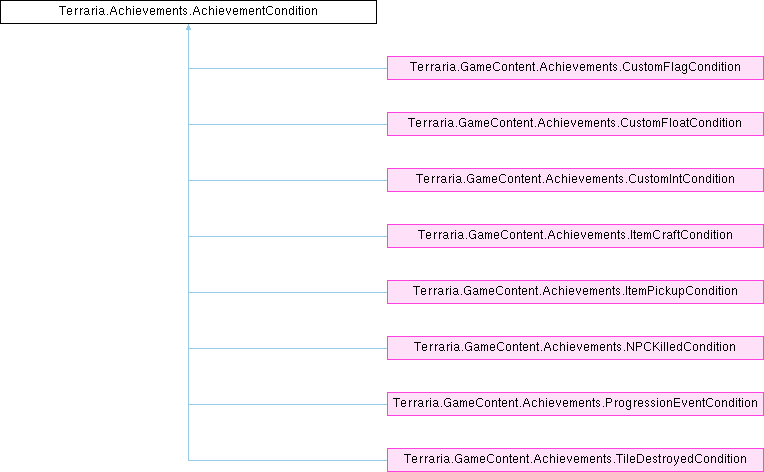 Terraria.Achievements.AchievementCondition
Terraria.GameContent.Achievements.CustomFlagCondition
Terraria.GameContent.Achievements.CustomFloatCondition
Terraria.GameContent.Achievements.CustomIntCondition
Terraria.GameContent.Achievements.ItemCraftCondition
Terraria.GameContent.Achievements.ItemPickupCondition
Terraria.GameContent.Achievements.NPCKilledCondition
Terraria.GameContent.Achievements.ProgressionEventCondition
Terraria.GameContent.Achievements.TileDestroyedCondition